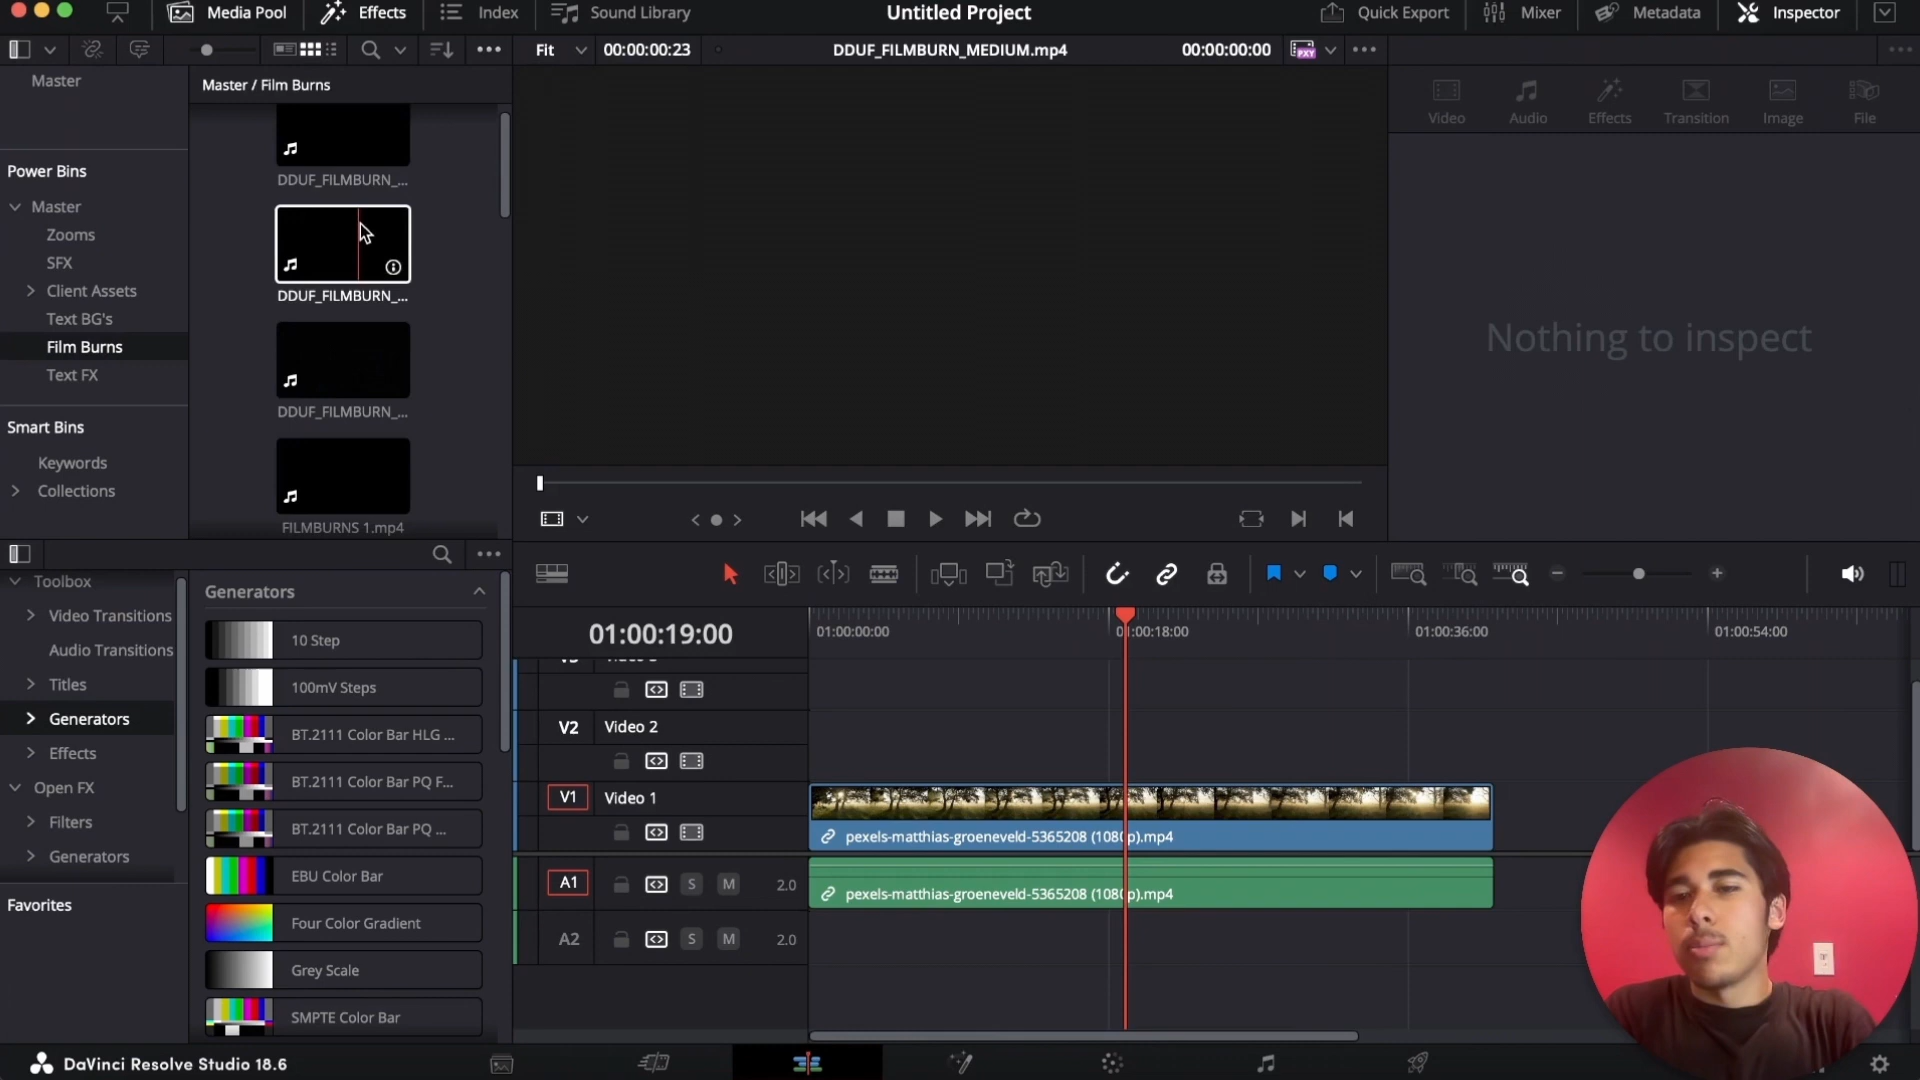 Media Pool
Effects
Index
Sound Library
Untitled Project
Quick Export
Mixer
Metadata
Inspector
Fit
00:00:00:23
DDUF_FILMBURN_MEDIUM.mp4
00:00:00:00
PXY
Master
Master / Film Burns
Video
Audio
Effects
Transition
Image
File
DDUF_FILMBURN_...
DDUF_FILMBURN_...
DDUF_FILMBURN_...
FILMBURNS 1.mp4
Power Bins
Master
Zooms
SFX
Client Assets
Text BG's
Film Burns
Text FX
Smart Bins
Keywords
Collections
Nothing to inspect
Toolbox
Video Transitions
Audio Transitions
Titles
Generators
Effects
Open FX
Filters
Generators
Favorites
Generators
10 Step
100mV Steps
BT.2111 Color Bar HLG ...
BT.2111 Color Bar PQ F...
BT.2111 Color Bar PQ ...
EBU Color Bar
Four Color Gradient
Grey Scale
SMPTE Color Bar
01:00:19:00
01:00:00:00
01:00:18:00
01:00:36:00
01:00:54:00
V2
Video 2
V1
Video 1
pexels-matthias-groeneveld-5365208 (1080p).mp4
A1
S
M
2.0
pexels-matthias-groeneveld-5365208 (1080p).mp4
A2
S
M
2.0
DaVinci Resolve Studio 18.6